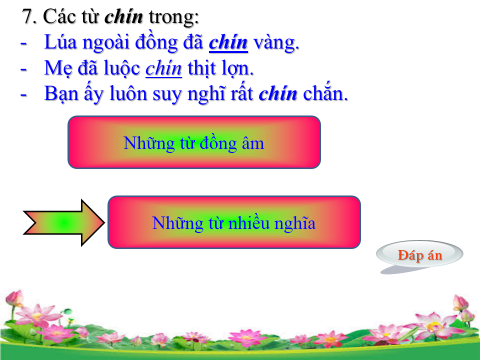 7. Các từ chín trong:
- Lúa ngoài đồng đã chín vàng.
- Mẹ đã luộc chín thịt lợn.
- Bạn ấy luôn suy nghĩ rất chín chắn.
Những từ đồng âm
Những từ nhiều nghĩa
Đáp án